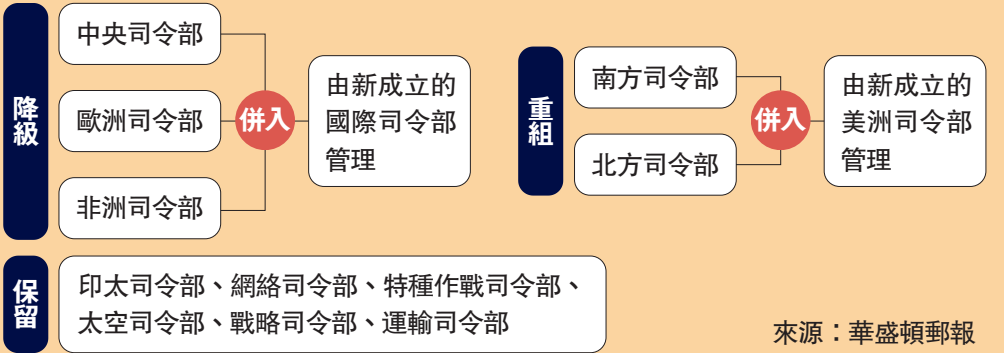 降級
中央司令部
歐洲司令部
非洲司令部
併入
由新成立的
國際司令部
管理
重組
南方司令部
北方司令部
併入
由新成立的
美洲司令部
管理
保留
印太司令部、網絡司令部、特種作戰司令部、
太空司令部、戰略司令部、運輸司令部
來源：華盛頓郵報